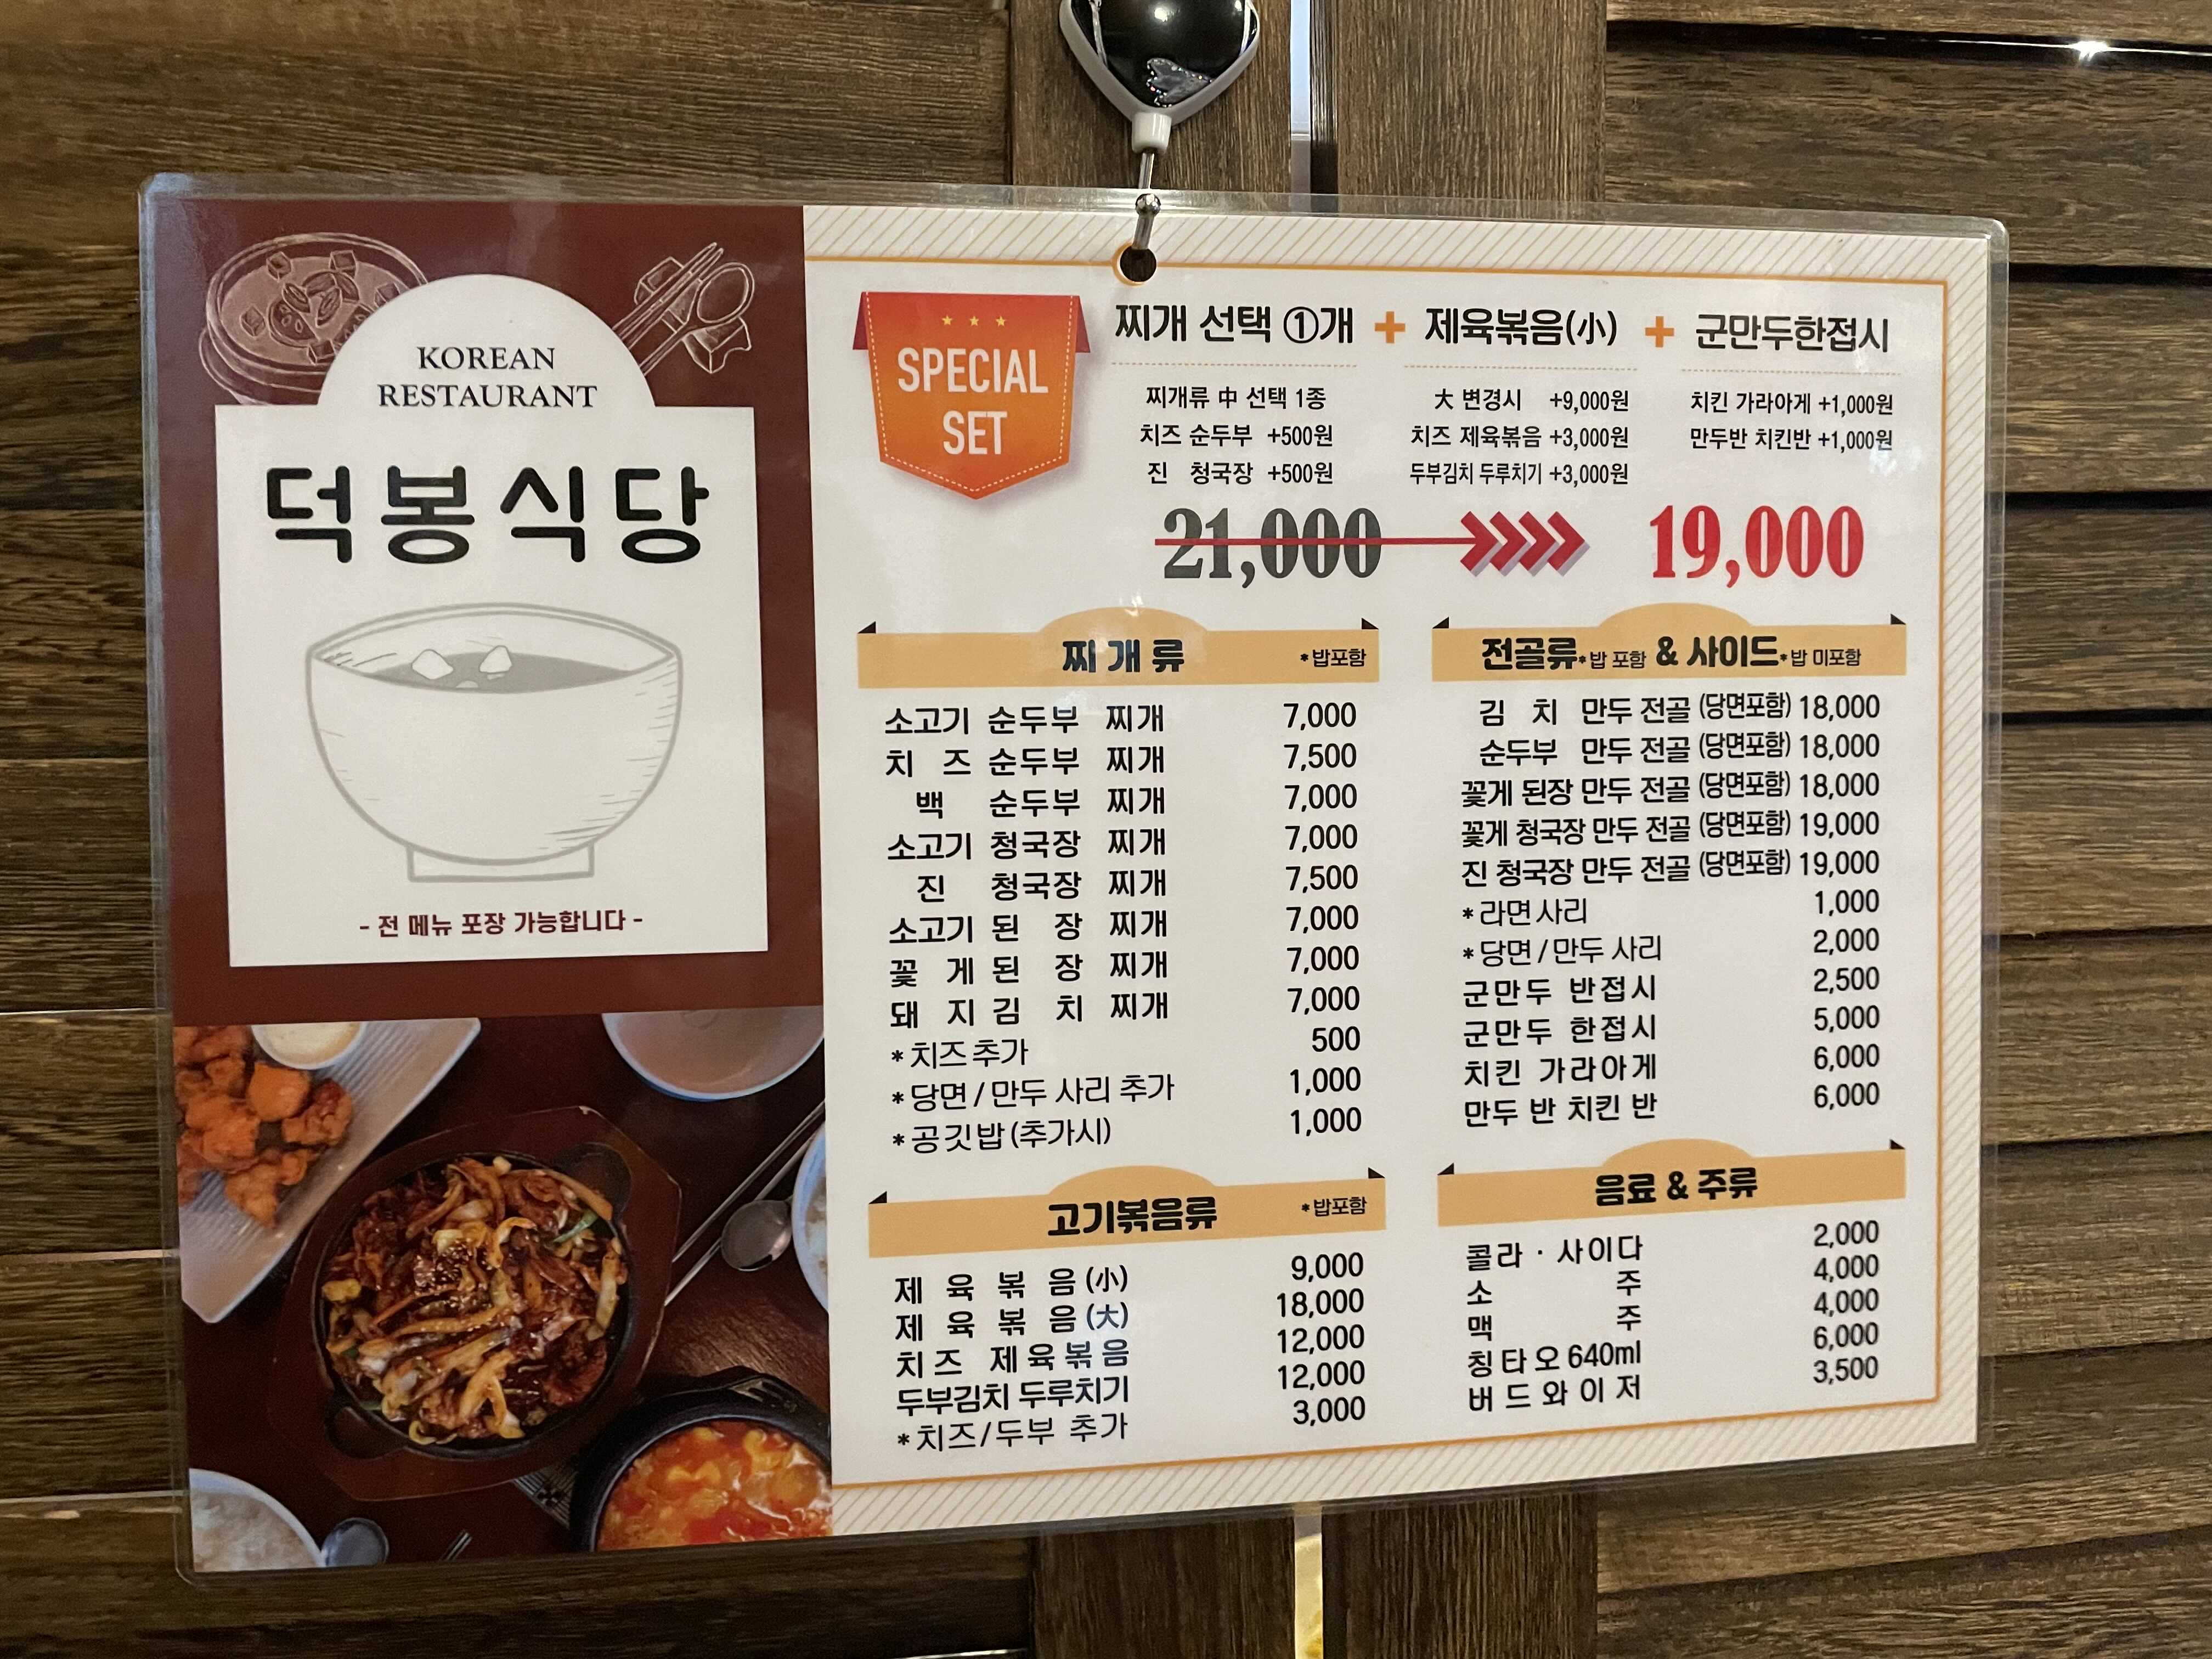 KOREAN
RESTAURANT
덕봉식당
- 전 메뉴 포장 가능합니다 -
★ ★ ★
SPECIAL
SET
찌개 선택 ①개 + 제육볶음(小) + 군만두한접시
찌개류 中 선택 1종
치즈 순두부 +500원
진 청국장 +500원
大 변경시 +9,000원
치즈 제육볶음 +3,000원
두부김치 두루치기 +3,000원
치킨 가라아게 +1,000원
만두반 치킨반 +1,000원
21,000 19,000
찌개류 *밥포함
소고기 순두부 찌개 7,000
치즈 순두부 찌개 7,500
백 순두부 찌개 7,000
소고기 청국장 찌개 7,000
진 청국장 찌개 7,500
소고기 된장 찌개 7,000
꽃게 된장 찌개 7,000
돼지 김치 찌개 7,000
*치즈추가 500
*당면/만두 사리 추가 1,000
*공깃밥(추가시) 1,000
고기볶음류 *밥포함
제육볶음(小) 9,000
제육볶음(大) 18,000
치즈 제육볶음 12,000
두부김치 두루치기 12,000
*치즈/두부 추가 3,000
전골류*밥 포함 & 사이드*밥 미포함
김치 만두 전골 (당면포함) 18,000
순두부 만두 전골 (당면포함) 18,000
꽃게 된장 만두 전골 (당면포함) 18,000
꽃게 청국장 만두 전골 (당면포함) 19,000
진 청국장 만두 전골 (당면포함) 19,000
*라면사리 1,000
*당면/만두 사리 2,000
군만두 반접시 2,500
군만두 한접시 5,000
치킨 가라아게 6,000
만두 반 치킨 반 6,000
음료 & 주류
콜라 · 사이다 2,000
소주 4,000
맥주 4,000
칭타오 640ml 6,000
버드와이저 3,500